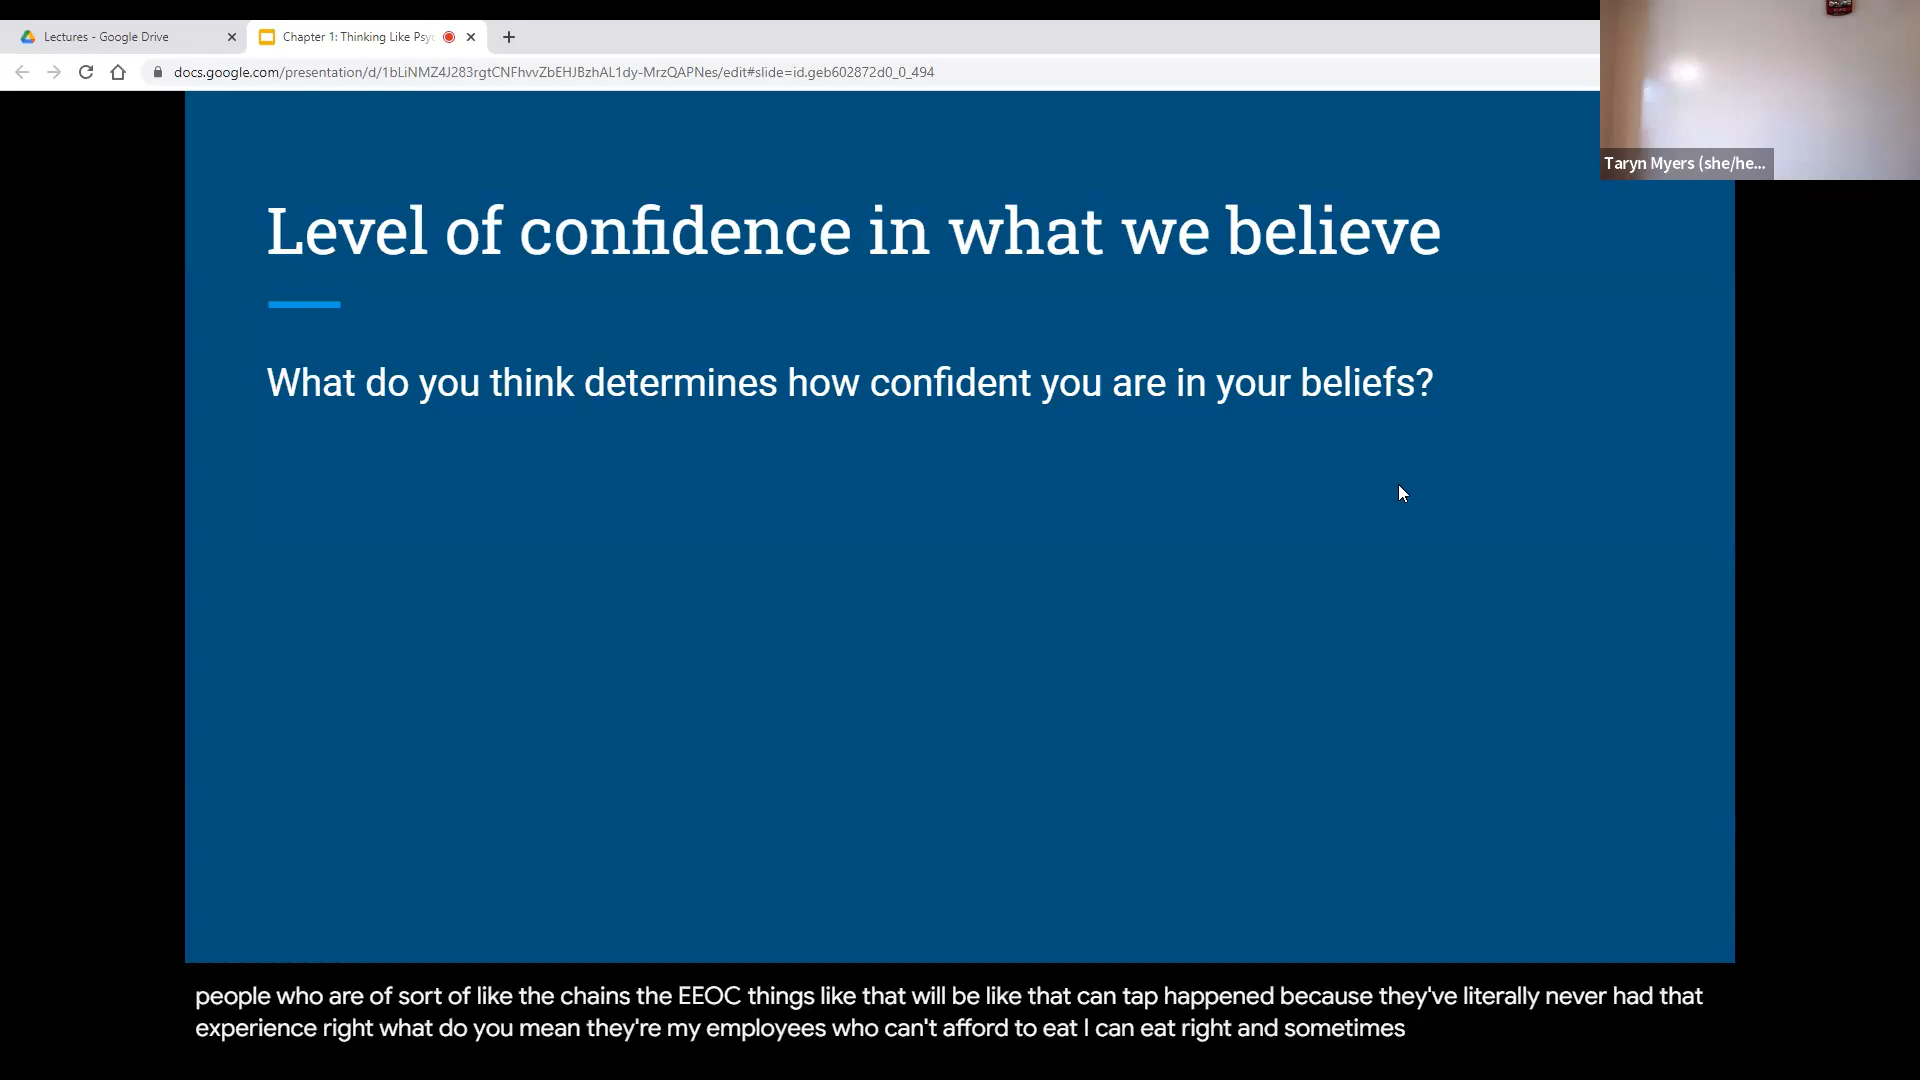 Lectures - Google Drive
Chapter 1: Thinking Like Psy
docs.google.com/presentation/d/1bLiNMZ4J283rgtCNFhvvZbEHJBzhAL1dy-MrzQAPNes/edit#slide=id.geb602872d0_0_494
Taryn Myers (she/he...
Level of confidence in what we believe
What do you think determines how confident you are in your beliefs?
people who are of sort of like the chains the EEOC things like that will be like that can tap happened because they've literally never had that
experience right what do you mean they're my employees who can't afford to eat I can eat right and sometimes